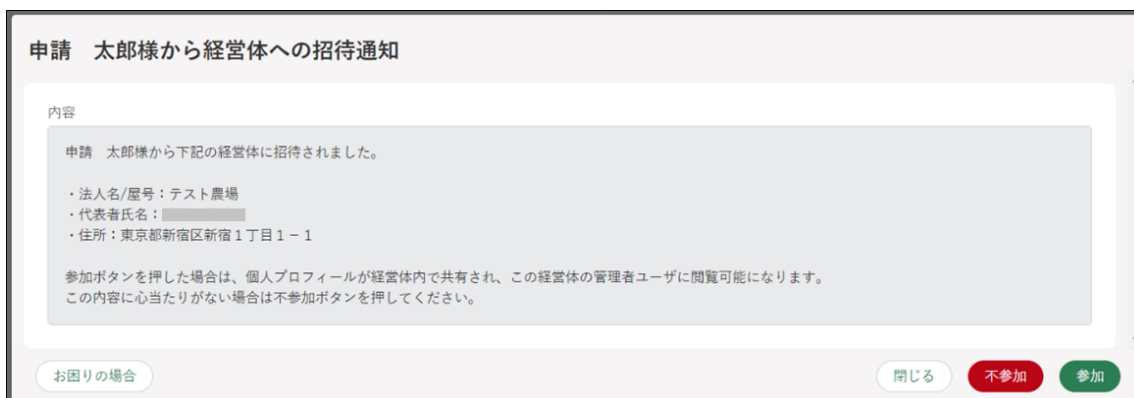 申請　太郎様から経営体への招待通知
内容
申請　太郎様から下記の経営体に招待されました。
・法人名/屋号：テスト農場
・代表者氏名：
・住所：東京都新宿区新宿１丁目１－１
参加ボタンを押した場合は、個人プロフィールが経営体内で共有され、この経営体の管理者ユーザに閲覧可能になります。
この内容に心当たりがない場合は不参加ボタンを押してください。
お困りの場合
閉じる
不参加
参加